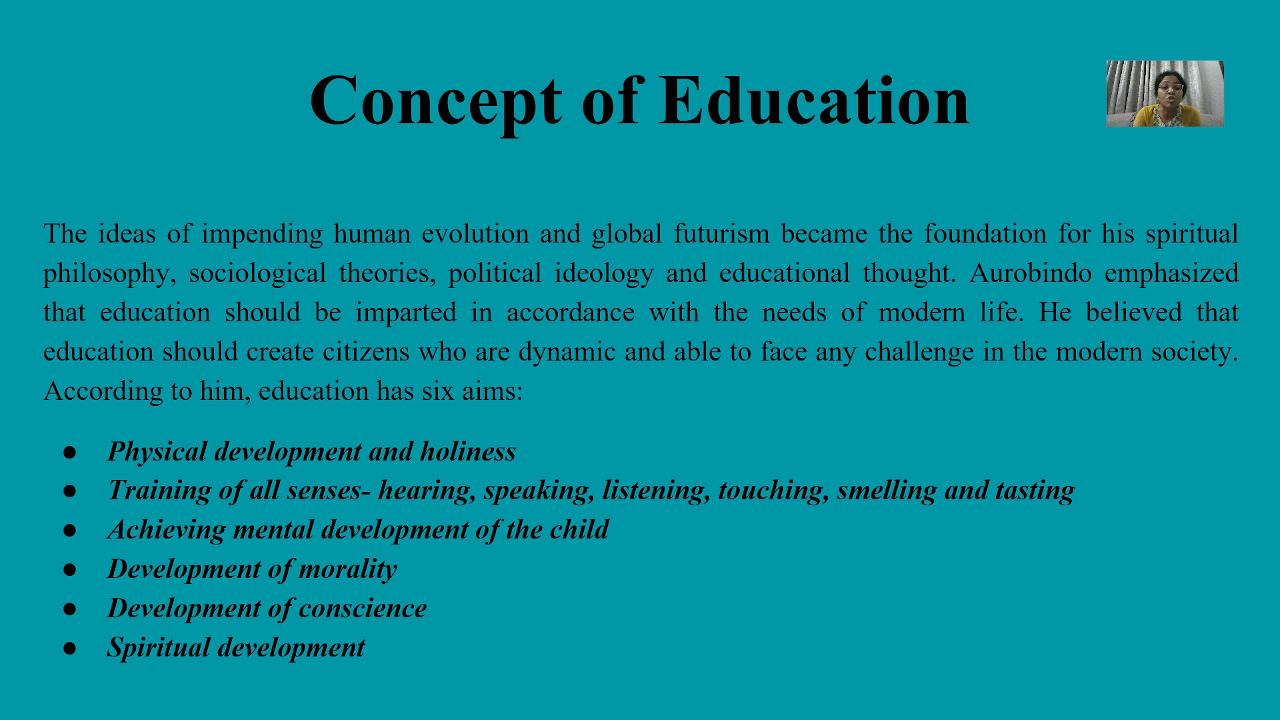 Concept of Education
The ideas of impending human evolution and global futurism became the foundation for his spiritual
philosophy, sociological theories, political ideology and educational thought. Aurobindo emphasized
that education should be imparted in accordance with the needs of modern life. He believed that
education should create citizens who are dynamic and able to face any challenge in the modern society.
According to him, education has six aims:
● Physical development and holiness
● Training of all senses- hearing, speaking, listening, touching, smelling and tasting
● Achieving mental development of the child
● Development of morality
● Development of conscience
● Spiritual development